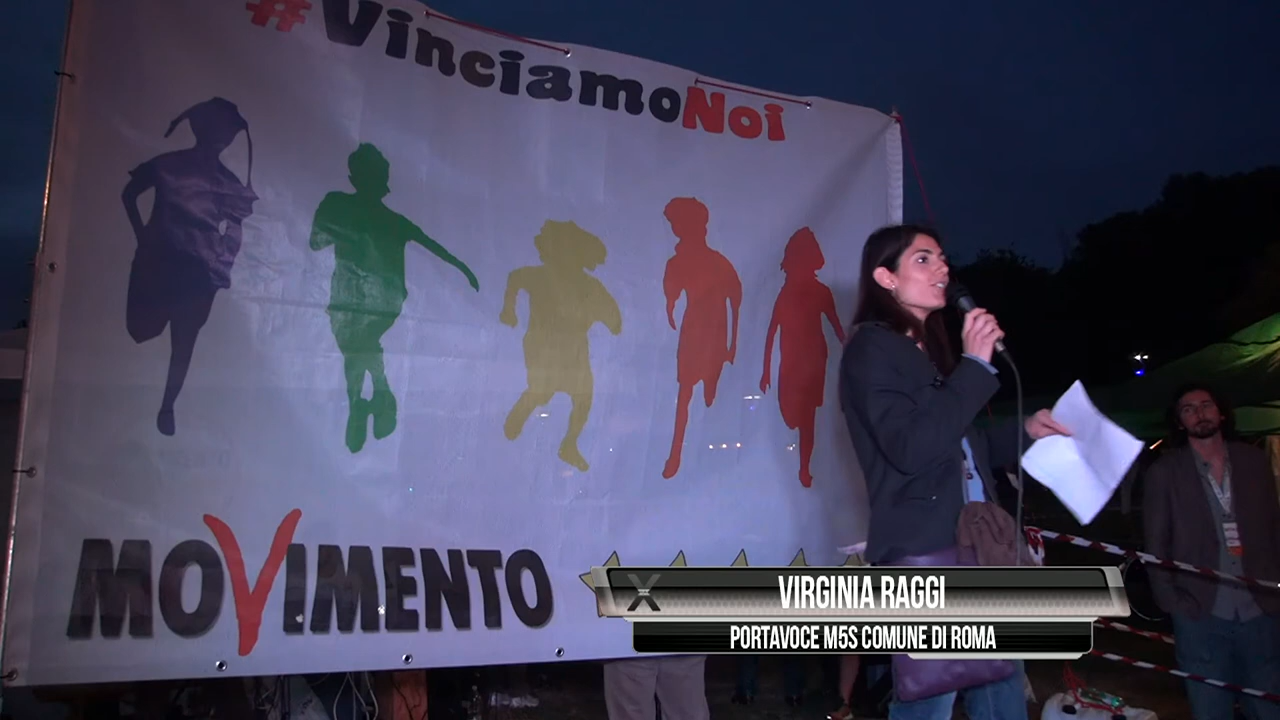 #VinciamoNoi
MOVIMENTO
VIRGINIA RAGGI
PORTAVOCE M5S COMUNE DI ROMA